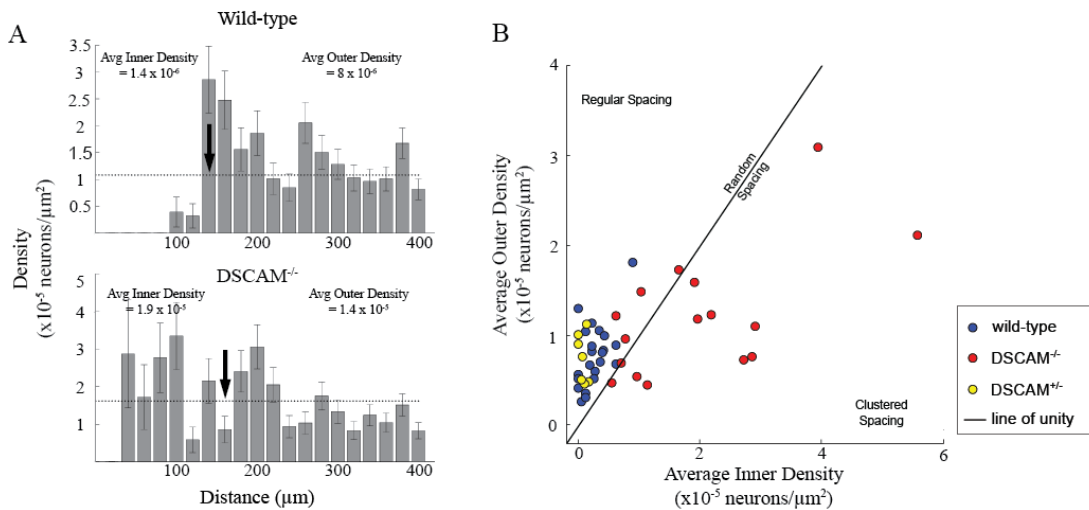 A
Wild-type
Avg Inner Density
= 1.4 x 10⁻⁶
Avg Outer Density
= 8 x 10⁻⁶
3.5
3
2.5
2
1.5
1
0.5
100
200
300
400
DSCAM⁻/⁻
Avg Inner Density
= 1.9 x 10⁻⁵
Avg Outer Density
= 1.4 x 10⁻⁵
4
3
2
1
100
200
300
400
Distance (µm)
Density
(x10⁻⁵ neurons/µm²)
B
4
3
2
1
0
0
2
4
6
Regular Spacing
Random
Spacing
Clustered
Spacing
Average Outer Density
(x10⁻⁵ neurons/µm²)
Average Inner Density
(x10⁻⁵ neurons/µm²)
wild-type
DSCAM⁻/⁻
DSCAM⁺/⁻
line of unity